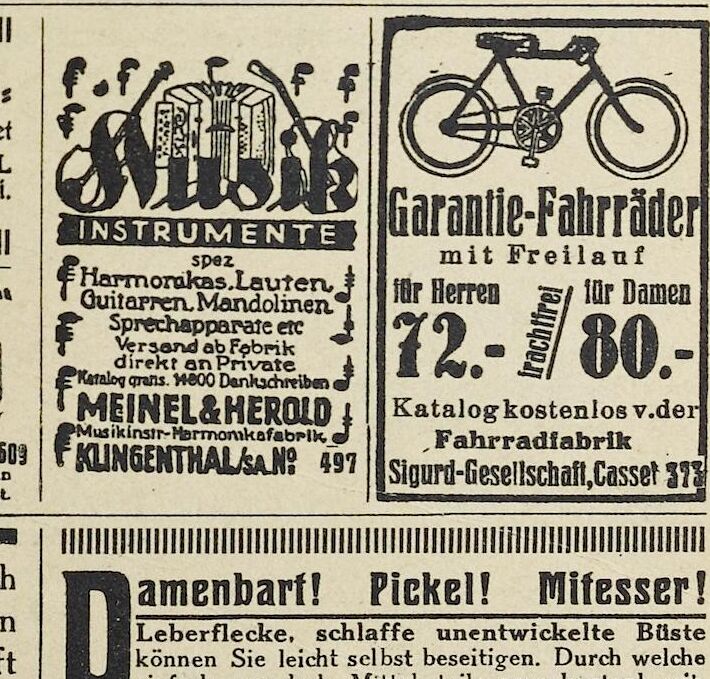 Musik
INSTRUMENTE
spez
Harmonikas, Lauten,
Guitarren, Mandolinen
Sprechapparate etc
Versand ab Fabrik
direkt an Private
Katalog gratis. 14800 Dankschreiben
MEINEL & HEROLD
Musikinstr-Harmonikafabrik
KLINGENTHAL/SA.No 497
Garantie-Fahrräder
mit Freilauf
für Herren
72.-
frachtfrei
für Damen
80.-
Katalog kostenlos v. der
Fahrradfabrik
Sigurd-Gesellschaft, Cassel 373
509
Damenbart! Pickel! Mitesser!
Leberflecke, schlaffe unentwickelte Büste
können Sie leicht selbst beseitigen. Durch welche